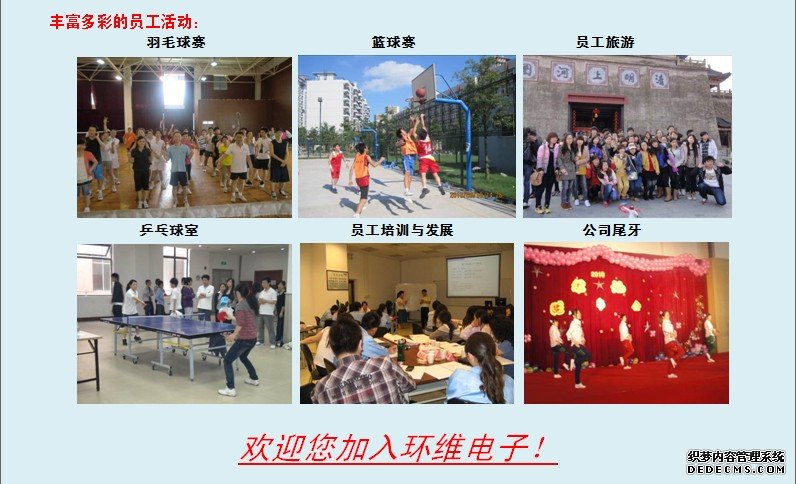 丰富多彩的员工活动:
羽毛球赛 篮球赛 员工旅游
园 河 上 明 清
乒乓球室 员工培训与发展 公司尾牙
2010
欢迎您加入环维电子!
织梦内容管理系统
DEDECMS.COM